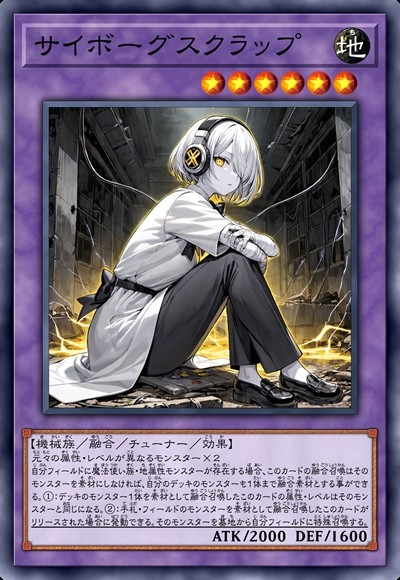 サイボーグスクラップ
地
【機械族／融合／チューナー／効果】
元々の属性・レベルが異なるモンスター×2
自分フィールドに魔法使い族・地属性モンスターが存在する場合、このカードの融合召喚はその
モンスターを素材にしなければ、自分のデッキのモンスターも1体まで融合素材とする事ができ
る。①：デッキのモンスター1体を素材として融合召喚したこのカードの属性・レベルはそのモン
スターと同じになる。②：手札・フィールドのモンスターを素材として融合召喚したこのカードが
リリースされた場合に発動できる。そのモンスターを墓地から自分フィールドに特殊召喚する。
ATK/2000 DEF/1600